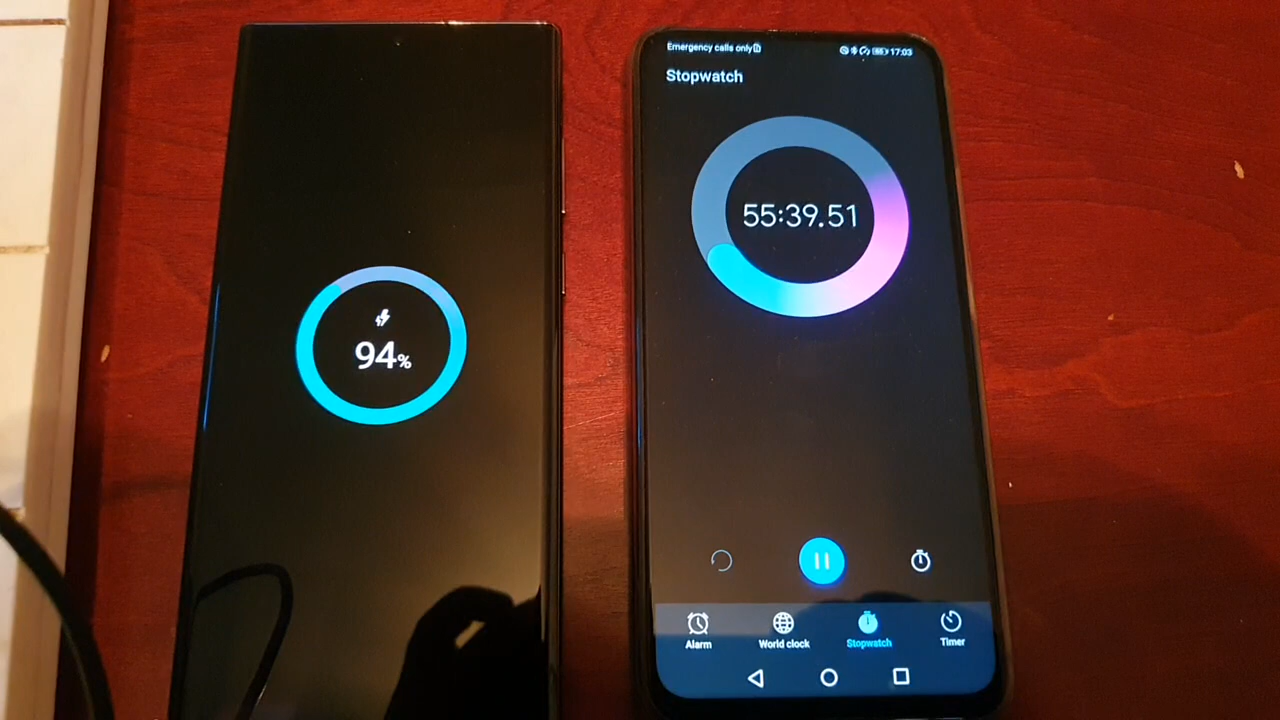 94%
Emergency calls only
17:03
Stopwatch
55:39.51
Alarm
World clock
Stopwatch
Timer